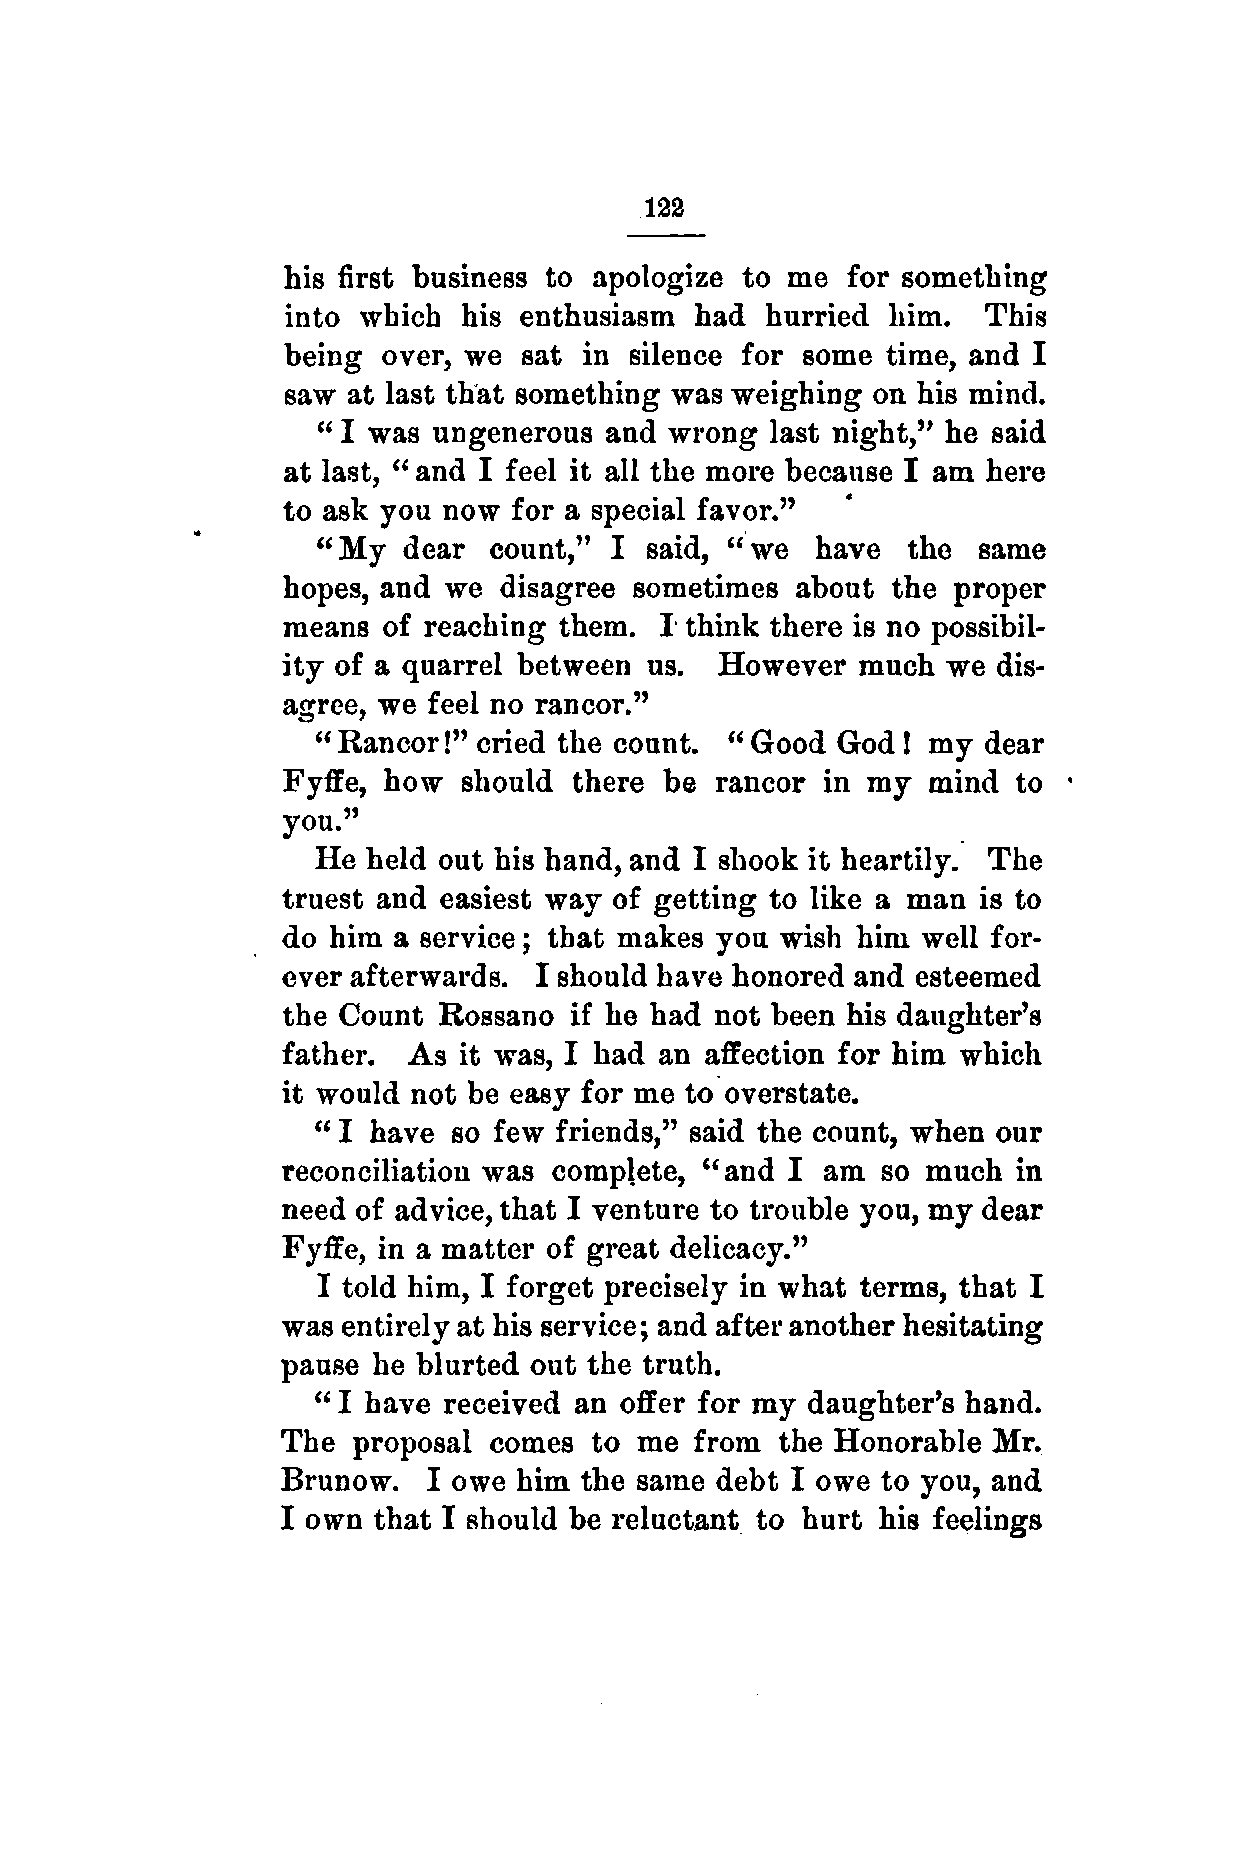 122
his first business to apologize to me for something
into which his enthusiasm had hurried him. This
being over, we sat in silence for some time, and I
saw at last that something was weighing on his mind.
“I was ungenerous and wrong last night,” he said
at last, “and I feel it all the more because I am here
to ask you now for a special favor.”
“My dear count,” I said, “we have the same
hopes, and we disagree sometimes about the proper
means of reaching them. I think there is no possibil-
ity of a quarrel between us. However much we dis-
agree, we feel no rancor.”
“Rancor!” cried the count. “Good God! my dear
Fyffe, how should there be rancor in my mind to
you.”
He held out his hand, and I shook it heartily. The
truest and easiest way of getting to like a man is to
do him a service; that makes you wish him well for-
ever afterwards. I should have honored and esteemed
the Count Rossano if he had not been his daughter’s
father. As it was, I had an affection for him which
it would not be easy for me to overstate.
“I have so few friends,” said the count, when our
reconciliation was complete, “and I am so much in
need of advice, that I venture to trouble you, my dear
Fyffe, in a matter of great delicacy.”
I told him, I forget precisely in what terms, that I
was entirely at his service; and after another hesitating
pause he blurted out the truth.
“I have received an offer for my daughter’s hand.
The proposal comes to me from the Honorable Mr.
Brunow. I owe him the same debt I owe to you, and
I own that I should be reluctant to hurt his feelings